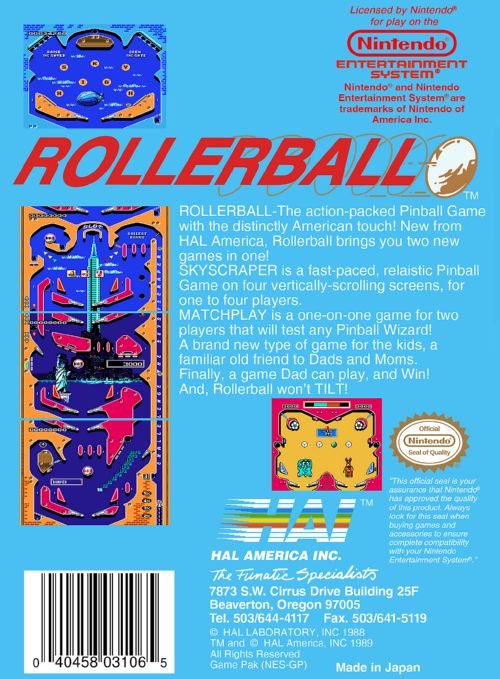 Licensed by Nintendo®
for play on the
Nintendo®
ENTERTAINMENT
SYSTEM®
Nintendo® and Nintendo
Entertainment System® are
trademarks of Nintendo of
America Inc.
ROLLERBALL
TM
ROLLERBALL-The action-packed Pinball Game
with the distinctly American touch! New from
HAL America, Rollerball brings you two new
games in one!
SKYSCRAPER is a fast-paced, relaistic Pinball
Game on four vertically-scrolling screens, for
one to four players.
MATCHPLAY is a one-on-one game for two
players that will test any Pinball Wizard!
A brand new type of game for the kids, a
familiar old friend to Dads and Moms.
Finally, a game Dad can play, and Win!
And, Rollerball won't TILT!
SLOT
BUMPER
Official
Nintendo®
Seal of Quality
"This official seal is your
assurance that Nintendo®
has approved the quality
of this product. Always
look for this seal when
buying games and
accessories to ensure
complete compatibility
with your Nintendo
Entertainment System®."
HAL
TM
HAL AMERICA INC.
The Funatic Specialists
7873 S.W. Cirrus Drive Building 25F
Beaverton, Oregon 97005
Tel. 503/644-4117 Fax. 503/641-5119
© HAL LABORATORY, INC 1988
TM and © HAL America, INC 1989
All Rights Reserved
Game Pak (NES-GP)
Made in Japan
0 40458 03106 5